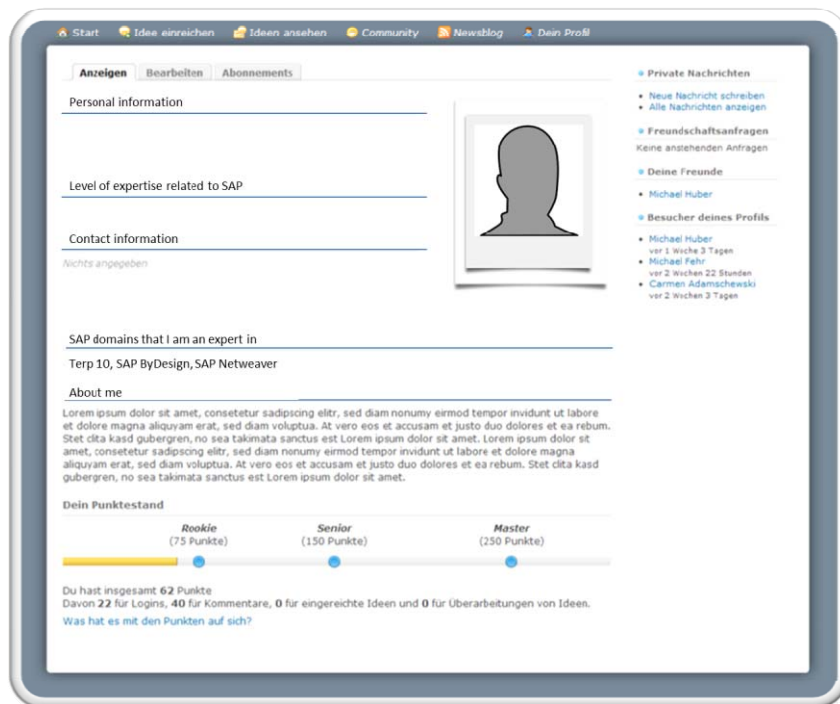 Start Idee einreichen Ideen ansehen Community Newsblog Dein Profil
Anzeigen Bearbeiten Abonnements
Personal information
Level of expertise related to SAP
Contact information
Nichts angegeben
SAP domains that I am an expert in
Terp 10, SAP ByDesign, SAP Netweaver
About me
Lorem ipsum dolor sit amet, consetetur sadipscing elitr, sed diam nonumy eirmod tempor invidunt ut labore
et dolore magna aliquyam erat, sed diam voluptua. At vero eos et accusam et justo duo dolores et ea rebum.
Stet clita kasd gubergren, no sea takimata sanctus est Lorem ipsum dolor sit amet. Lorem ipsum dolor sit
amet, consetetur sadipscing elitr, sed diam nonumy eirmod tempor invidunt ut labore et dolore magna
aliquyam erat, sed diam voluptua. At vero eos et accusam et justo duo dolores et ea rebum. Stet clita kasd
gubergren, no sea takimata sanctus est Lorem ipsum dolor sit amet.
Dein Punktestand
Rookie Senior Master
(75 Punkte) (150 Punkte) (250 Punkte)
Du hast insgesamt 62 Punkte
Davon 22 für Logins, 40 für Kommentare, 0 für eingereichte Ideen und 0 für Überarbeitungen von Ideen.
Was hat es mit den Punkten auf sich?
Private Nachrichten
Neue Nachricht schreiben
Alle Nachrichten anzeigen
Freundschaftsanfragen
Keine anstehenden Anfragen
Deine Freunde
Michael Huber
Besucher deines Profils
Michael Huber
vor 1 Woche 3 Tagen
Michael Fehr
vor 2 Wochen 22 Stunden
Carmen Adamschewski
vor 2 Wochen 3 Tagen